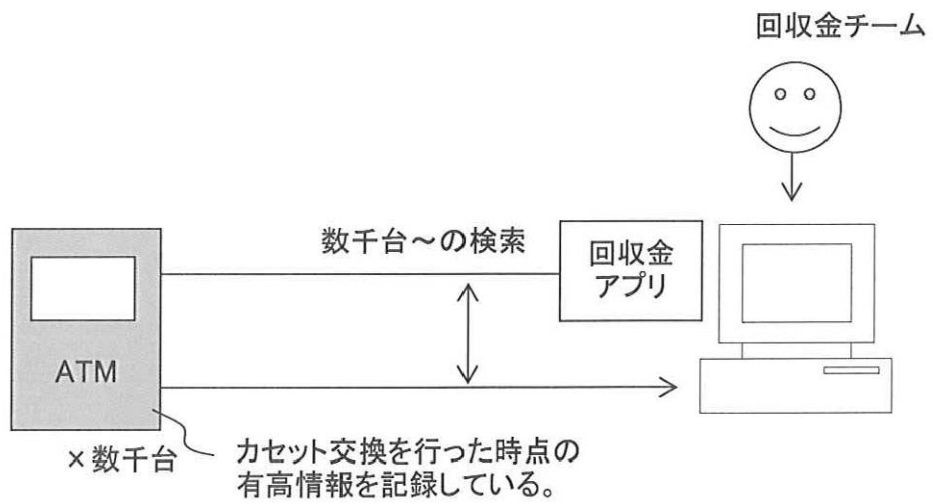 回収金チーム
数千台～の検索
回収金
アプリ
ATM
×数千台
カセット交換を行った時点の
有高情報を記録している。